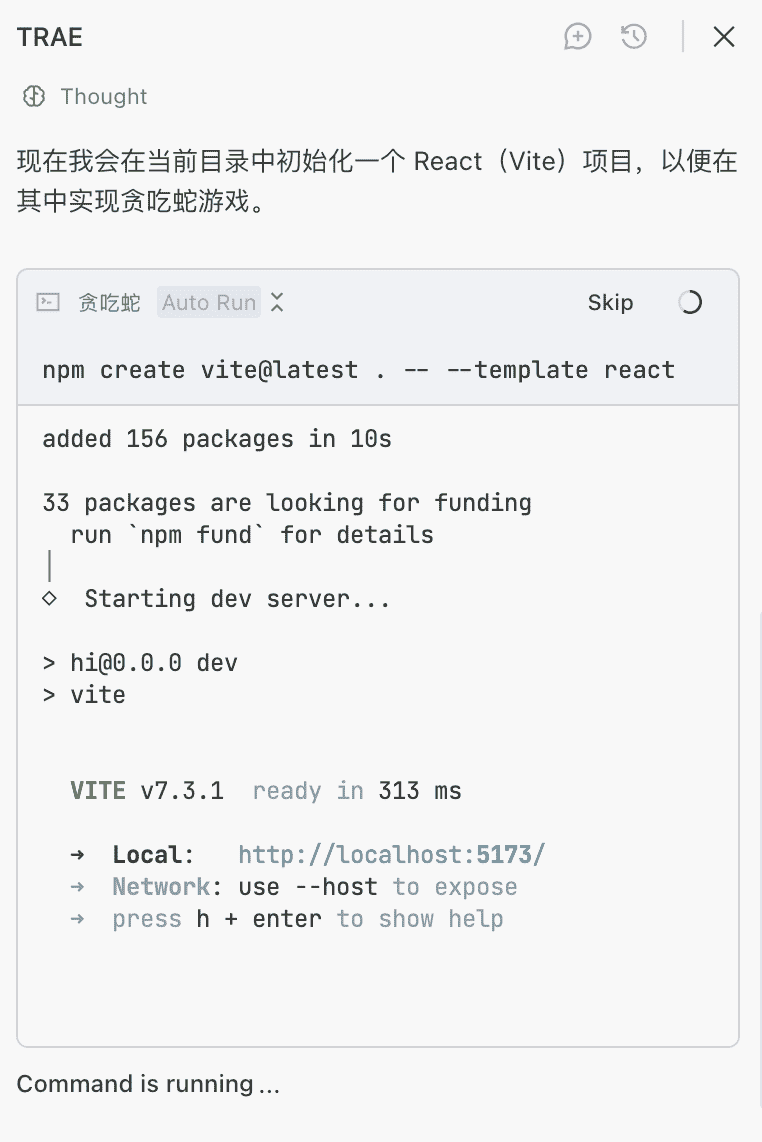 TRAE
Thought
现在我会在当前目录中初始化一个 React（Vite）项目，以便在
其中实现贪吃蛇游戏。
贪吃蛇 Auto Run Skip
npm create vite@latest . -- --template react
added 156 packages in 10s
33 packages are looking for funding
run `npm fund` for details
◇ Starting dev server...
> hi@0.0.0 dev
> vite
VITE v7.3.1 ready in 313 ms
➜ Local: http://localhost:5173/
➜ Network: use --host to expose
➜ press h + enter to show help
Command is running ...